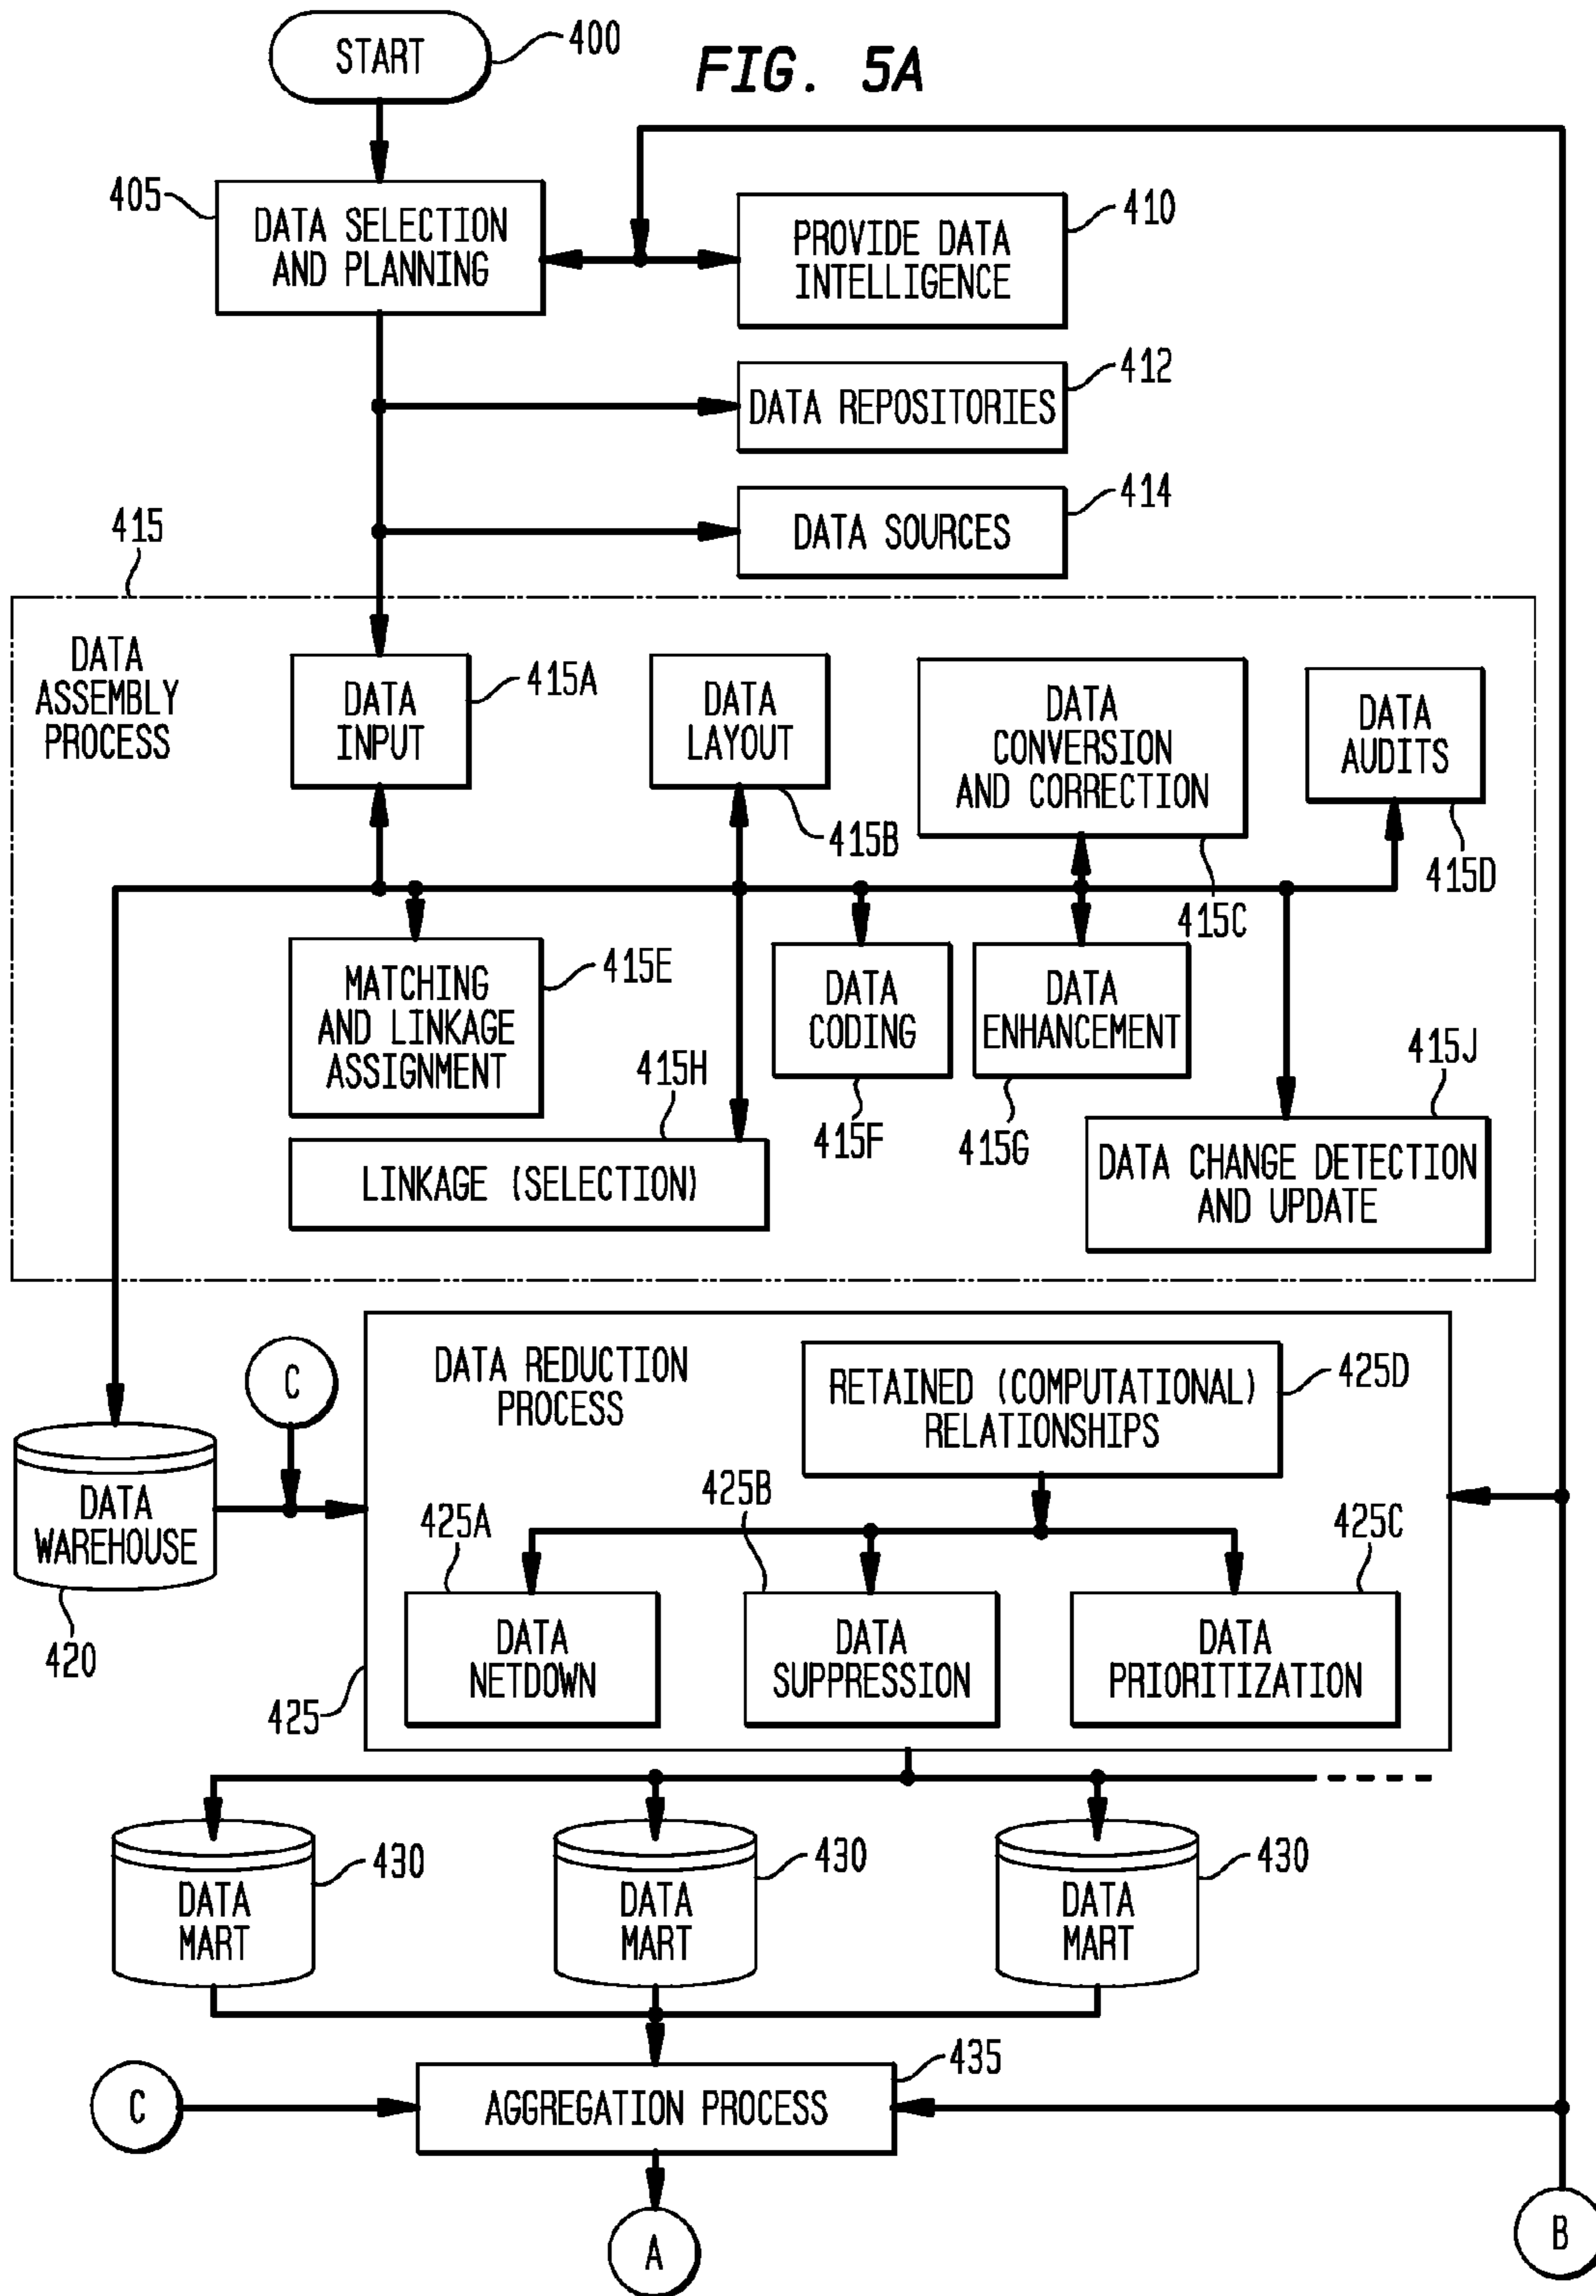 START
400
FIG. 5A
405
DATA SELECTION
AND PLANNING
PROVIDE DATA
INTELLIGENCE
410
DATA REPOSITORIES
412
DATA SOURCES
414
415
DATA
ASSEMBLY
PROCESS
DATA
INPUT
415A
DATA
LAYOUT
415B
DATA
CONVERSION
AND CORRECTION
415C
DATA
AUDITS
415D
MATCHING
AND LINKAGE
ASSIGNMENT
415E
415H
LINKAGE (SELECTION)
DATA
CODING
415F
DATA
ENHANCEMENT
415G
415J
DATA CHANGE DETECTION
AND UPDATE
C
DATA REDUCTION
PROCESS
RETAINED (COMPUTATIONAL)
RELATIONSHIPS
425D
DATA
WAREHOUSE
420
425A
DATA
NETDOWN
425B
DATA
SUPPRESSION
425C
DATA
PRIORITIZATION
425
DATA
MART
430
DATA
MART
430
DATA
MART
430
C
AGGREGATION PROCESS
435
A
B